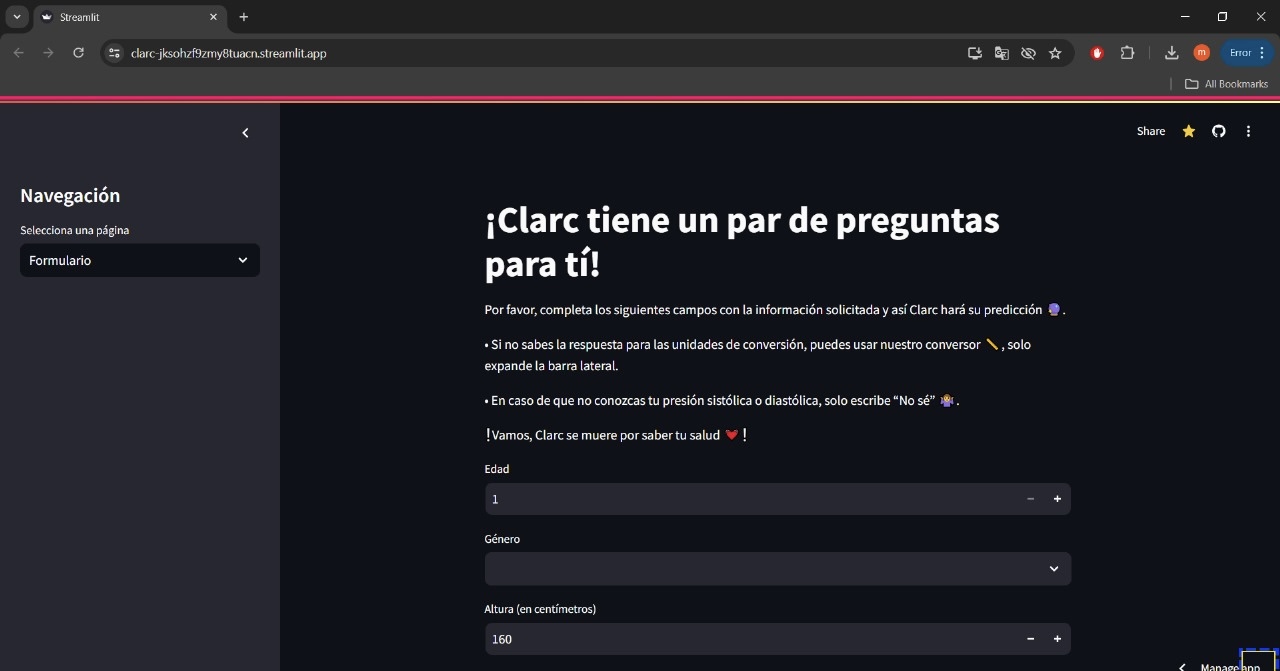 Streamlit
clarc-jksohzf9zmy8tuacn.streamlit.app
m
Error
All Bookmarks
Share
Navegación
Selecciona una página
Formulario
¡Clarc tiene un par de preguntas
para tí!
Por favor, completa los siguientes campos con la información solicitada y así Clarc hará su predicción 🔮.
• Si no sabes la respuesta para las unidades de conversión, puedes usar nuestro conversor 📏, solo
expande la barra lateral.
• En caso de que no conozcas tu presión sistólica o diastólica, solo escribe “No sé” 🤷🏽‍♀️.
❕Vamos, Clarc se muere por saber tu salud ❤️❕
Edad
1
Género
Altura (en centímetros)
160
Manage app